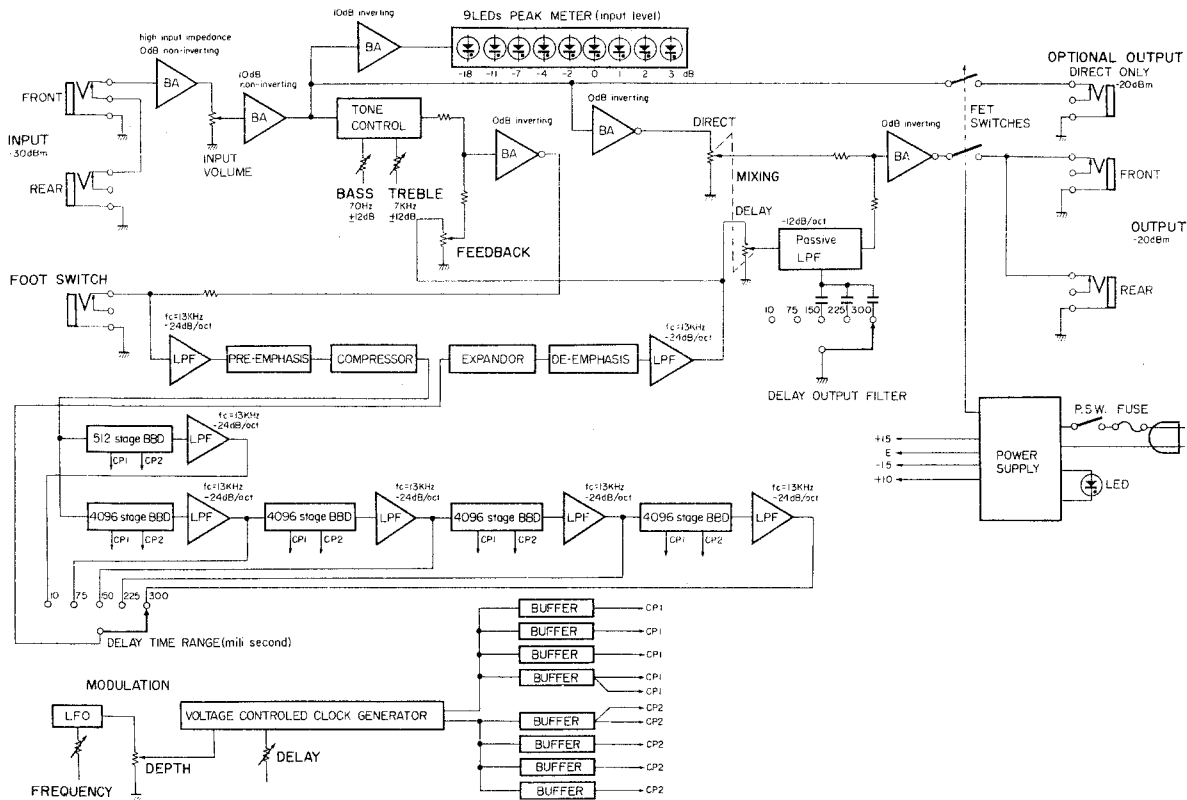 10dB inverting
9LEDs PEAK METER (input level)
BA
-18 -11 -7 -4 -2 0 1 2 3 dB
high input impedance
0dB non-inverting
BA
10dB
non-inverting
BA
FRONT
INPUT
-30dBm
REAR
INPUT
VOLUME
TONE
CONTROL
BASS
70Hz
±12dB
TREBLE
7KHz
±12dB
FEEDBACK
0dB inverting
BA
0dB inverting
BA
DIRECT
MIXING
DELAY
-12dB/oct
Passive
LPF
0dB inverting
BA
FET
SWITCHES
OPTIONAL OUTPUT
DIRECT ONLY
-20dBm
FRONT
OUTPUT
-20dBm
REAR
FOOT SWITCH
fc=13KHz
-24dB/oct
LPF
PRE-EMPHASIS
COMPRESSOR
EXPANDOR
DE-EMPHASIS
fc=13KHz
-24dB/oct
LPF
10 75 150 225 300
DELAY OUTPUT FILTER
512 stage BBD
CP1 CP2
fc=13KHz
-24dB/oct
LPF
4096 stage BBD
CP1 CP2
fc=13KHz
-24dB/oct
LPF
4096 stage BBD
CP1 CP2
fc=13KHz
-24dB/oct
LPF
4096 stage BBD
CP1 CP2
fc=13KHz
-24dB/oct
LPF
4096 stage BBD
CP1 CP2
fc=13KHz
-24dB/oct
LPF
+15
E
-15
+10
POWER
SUPPLY
P.S.W. FUSE
LED
10 75 150 225 300
DELAY TIME RANGE (mili second)
MODULATION
LFO
FREQUENCY
DEPTH
VOLTAGE CONTROLED CLOCK GENERATOR
DELAY
BUFFER CP1
BUFFER CP1
BUFFER CP1
BUFFER CP1
CP1
CP2
BUFFER CP2
BUFFER CP2
BUFFER CP2
BUFFER CP2